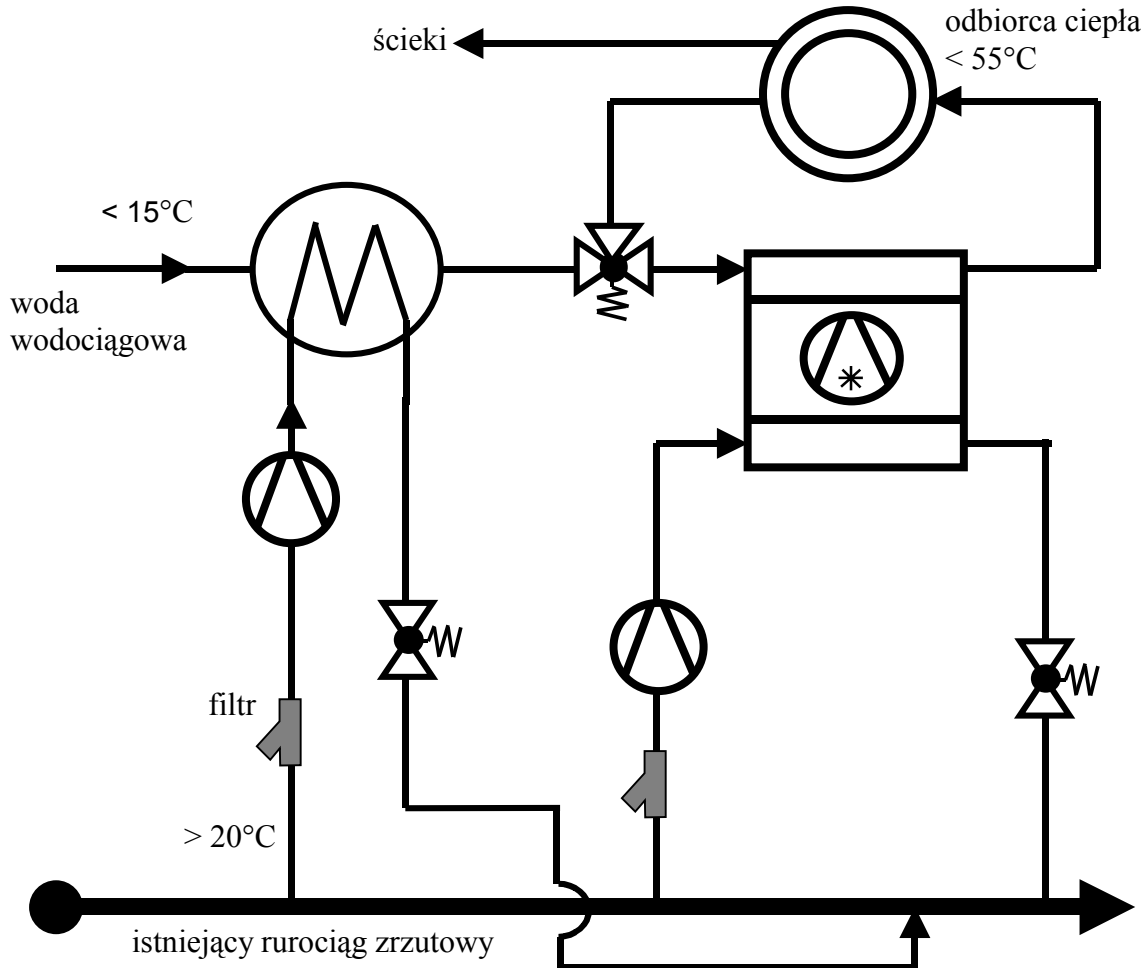 ścieki
odbiorca ciepła
< 55°C
< 15°C
woda
wodociągowa
filtr
> 20°C
istniejący rurociąg zrzutowy